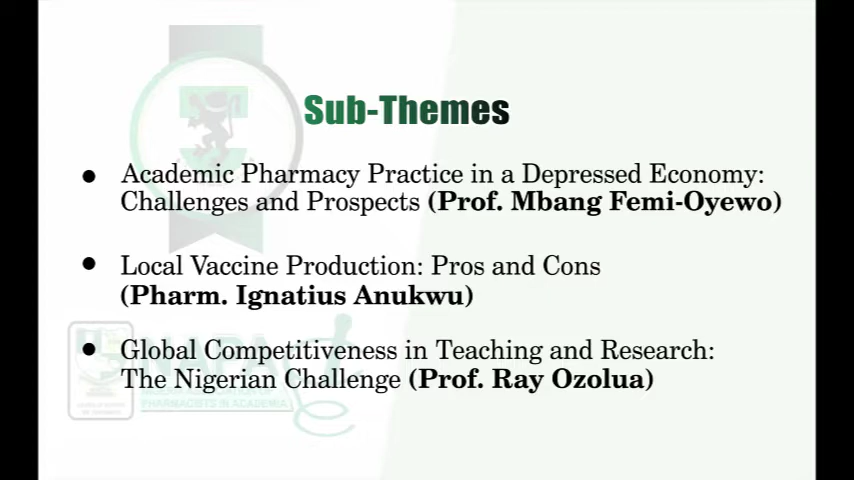 Sub-Themes
● Academic Pharmacy Practice in a Depressed Economy:
Challenges and Prospects (Prof. Mbang Femi-Oyewo)
● Local Vaccine Production: Pros and Cons
(Pharm. Ignatius Anukwu)
● Global Competitiveness in Teaching and Research:
The Nigerian Challenge (Prof. Ray Ozolua)
NAPA
PHARMACISTS IN ACADEMIA